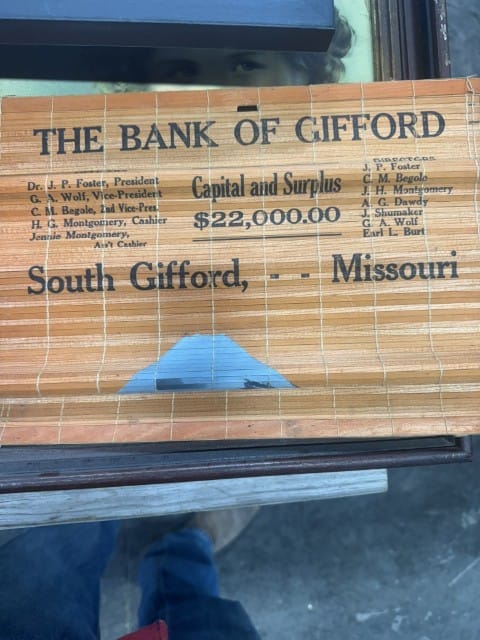 THE BANK OF GIFFORD
Dr. J. P. Foster, President
G. A. Wolf, Vice-President
C. M. Begole, 2nd Vice-Pres.
H. G. Montgomery, Cashier
Jennie Montgomery,
Ass't Cashier
Capital and Surplus
$22,000.00
DIRECTORS
J. P. Foster
C. M. Begole
J. H. Montgomery
A. G. Dawdy
J. Shumaker
G. A. Wolf
Earl L. Burt
South Gifford, - - Missouri